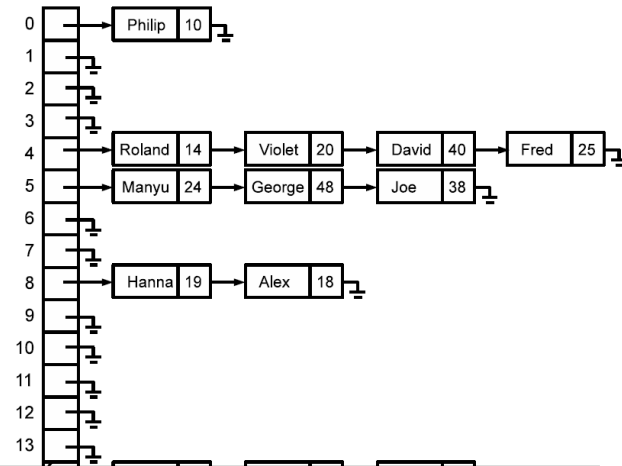 0 Philip 10
1
2
3
4 Roland 14 Violet 20 David 40 Fred 25
5 Manyu 24 George 48 Joe 38
6
7
8 Hanna 19 Alex 18
9
10
11
12
13